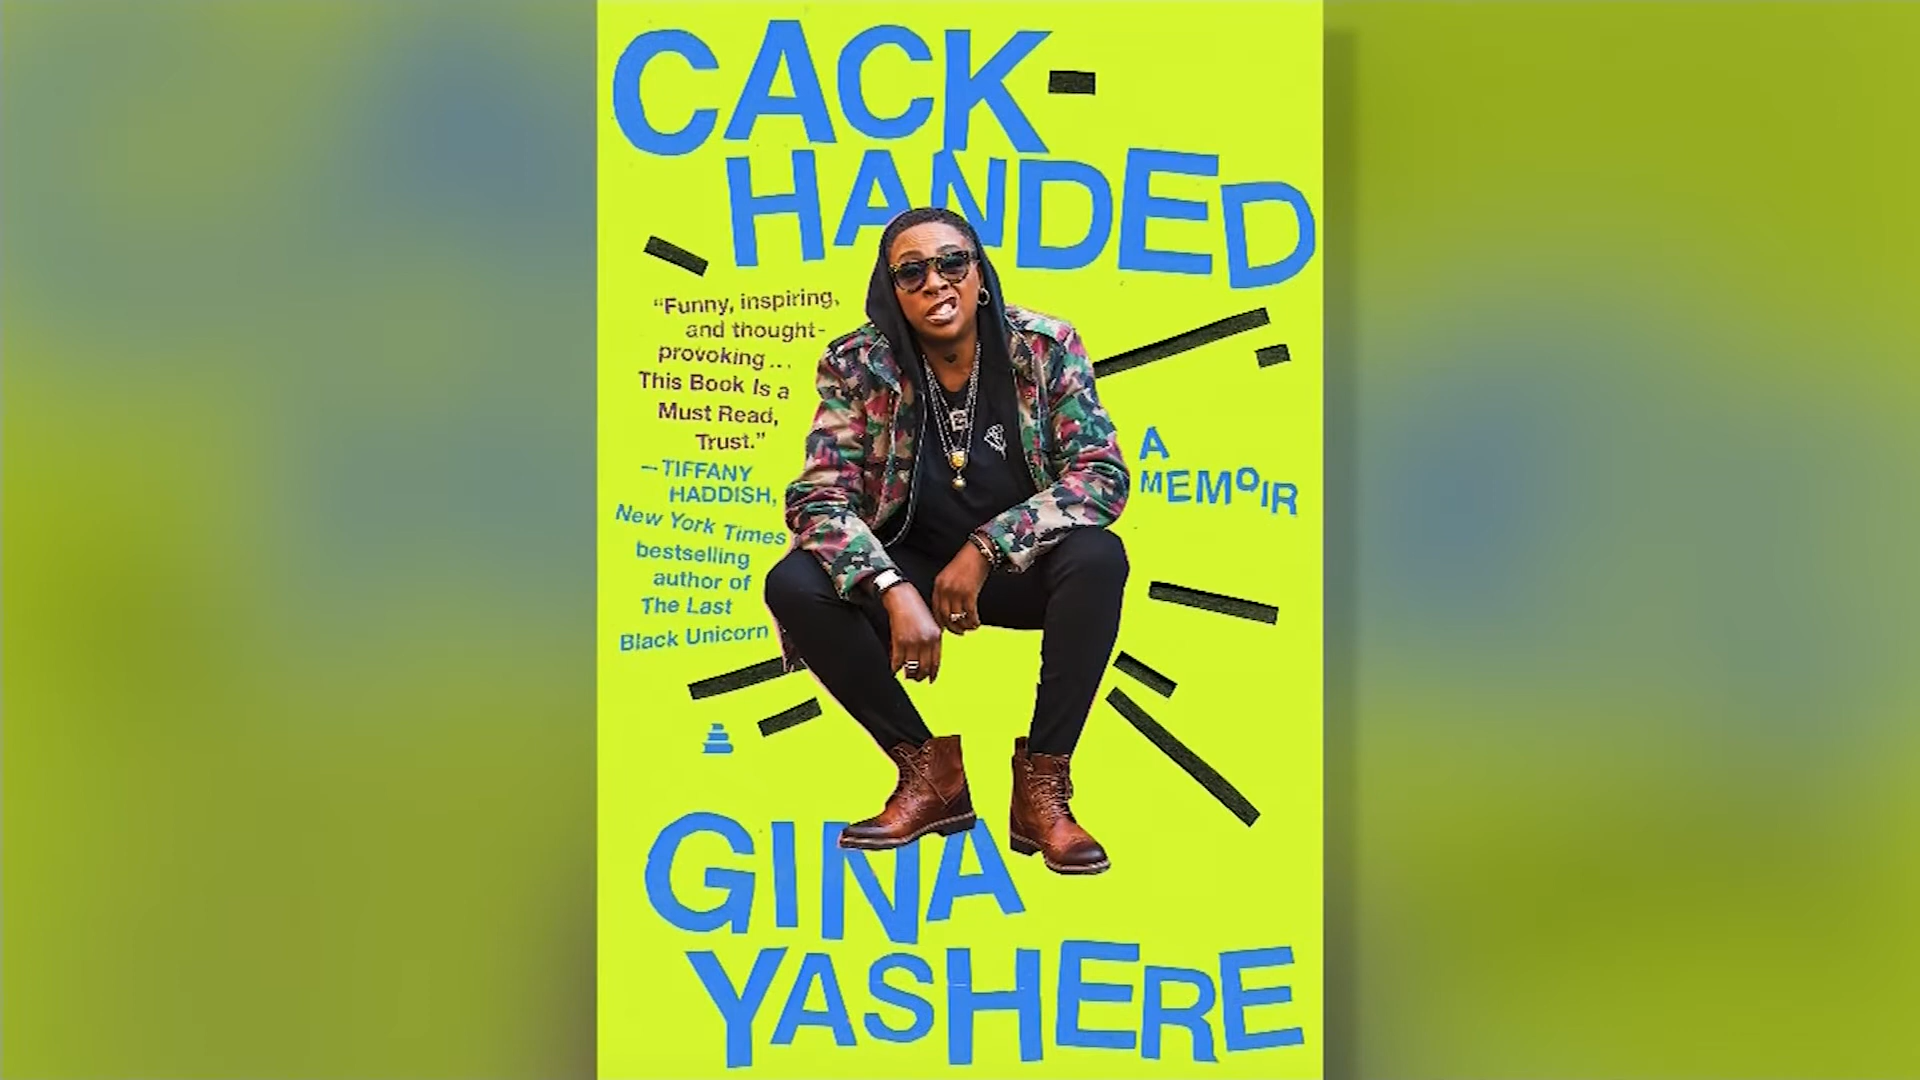 CACK-
HANDED
“Funny, inspiring,
and thought-
provoking...
This Book Is a
Must Read,
Trust.”
—TIFFANY
HADDISH,
New York Times
bestselling
author of
The Last
Black Unicorn
A
MEMOIR
GINA
YASHERE